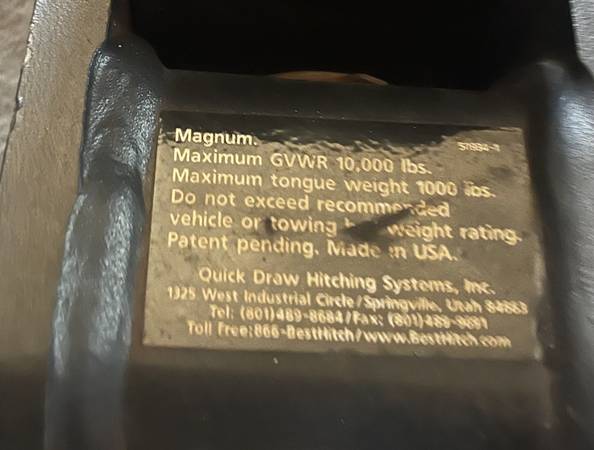 Magnum.
51934-1
Maximum GVWR 10,000 lbs.
Maximum tongue weight 1000 lbs.
Do not exceed recommended
vehicle or towing weight rating.
Patent pending. Made in USA.
Quick Draw Hitching Systems, Inc.
1325 West Industrial Circle/Springville, Utah 84663
Tel: (801)489-8684/Fax: (801)489-9691
Toll Free:866-BestHitch/www.BestHitch.com